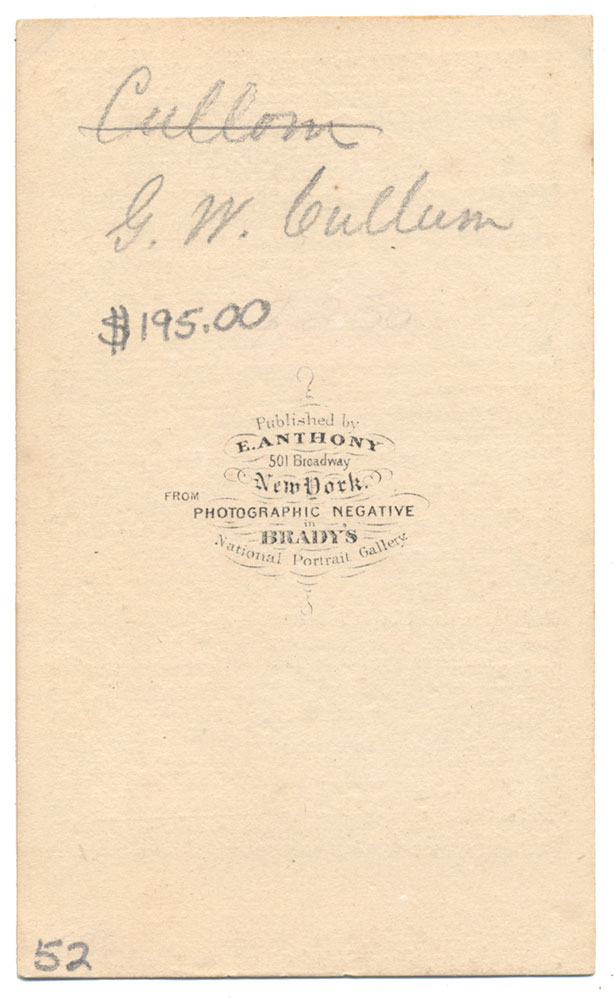 Cullom
G. W. Cullum
$195.00
Published by
E. ANTHONY
501 Broadway
New York.
FROM
PHOTOGRAPHIC NEGATIVE
in
BRADY'S
National Portrait Gallery
52